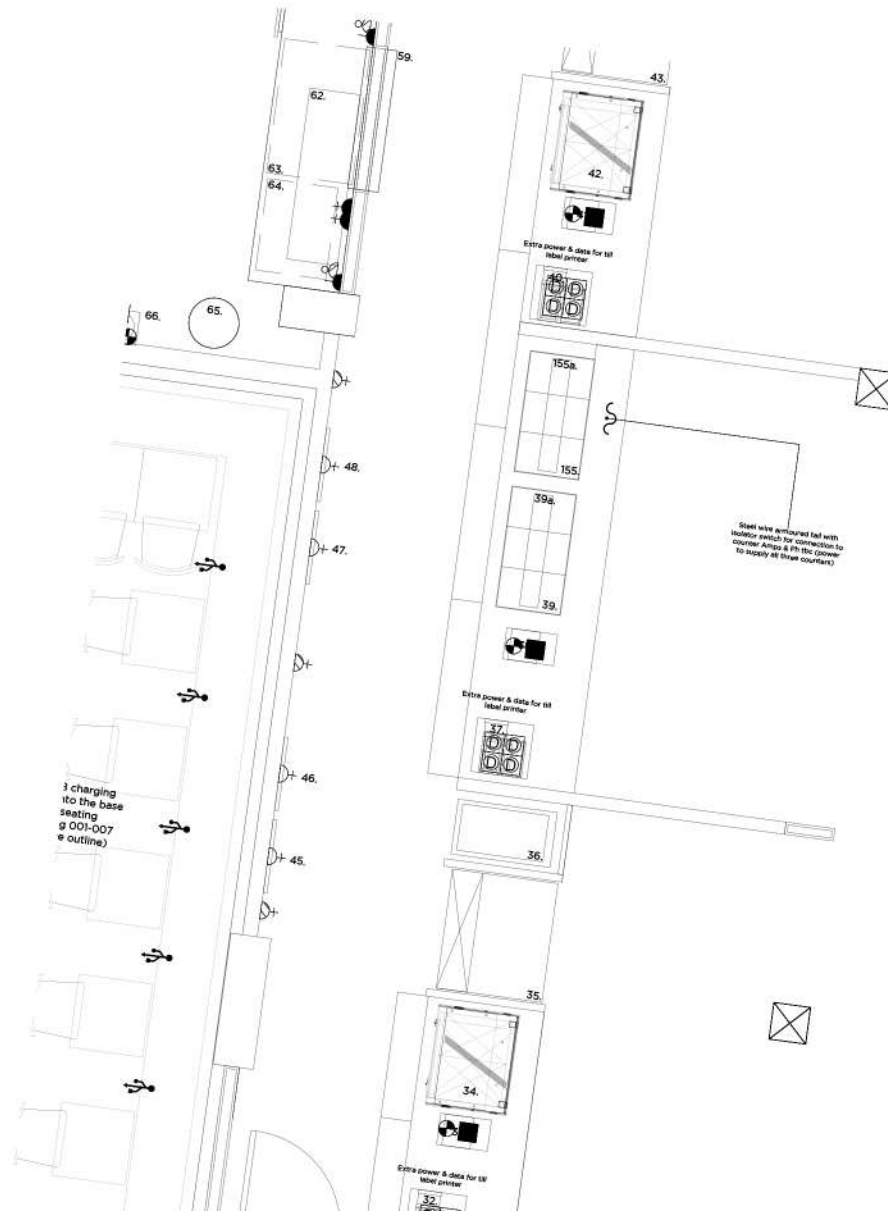 59.
43.
62.
42.
63.
64.
Extra power & data for till
label printer
40.
66.
65.
155a.
48.
155.
39a.
47.
Steel wire armoured tail with
isolator switch for connection to
counter Amps & Ph tbc (power
to supply all three counters)
39.
Extra power & data for till
label printer
37.
D D
D D
46.
charging
into the base
seating
g 001-007
e outline)
45.
36.
35.
34.
Extra power & data for till
label printer
32.